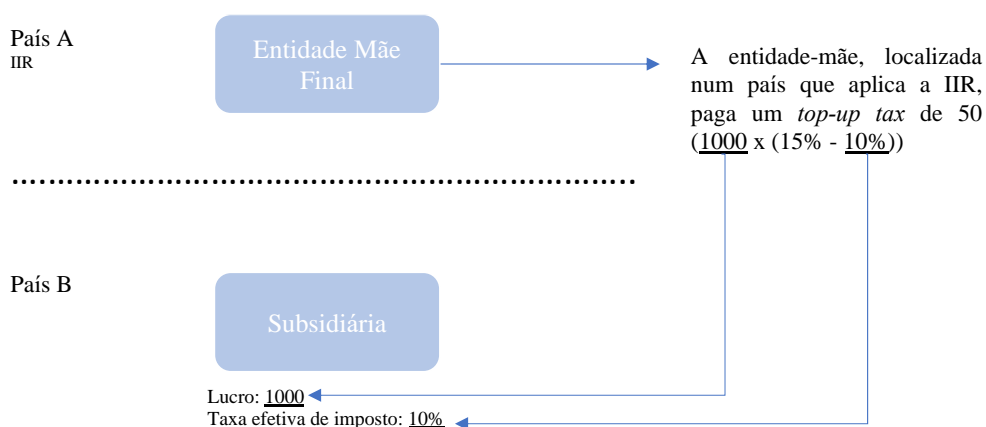 País A
IIR
Entidade Mãe
Final
A entidade-mãe, localizada
num país que aplica a IIR,
paga um top-up tax de 50
(1000 x (15% - 10%))
País B
Subsidiária
Lucro: 1000
Taxa efetiva de imposto: 10%